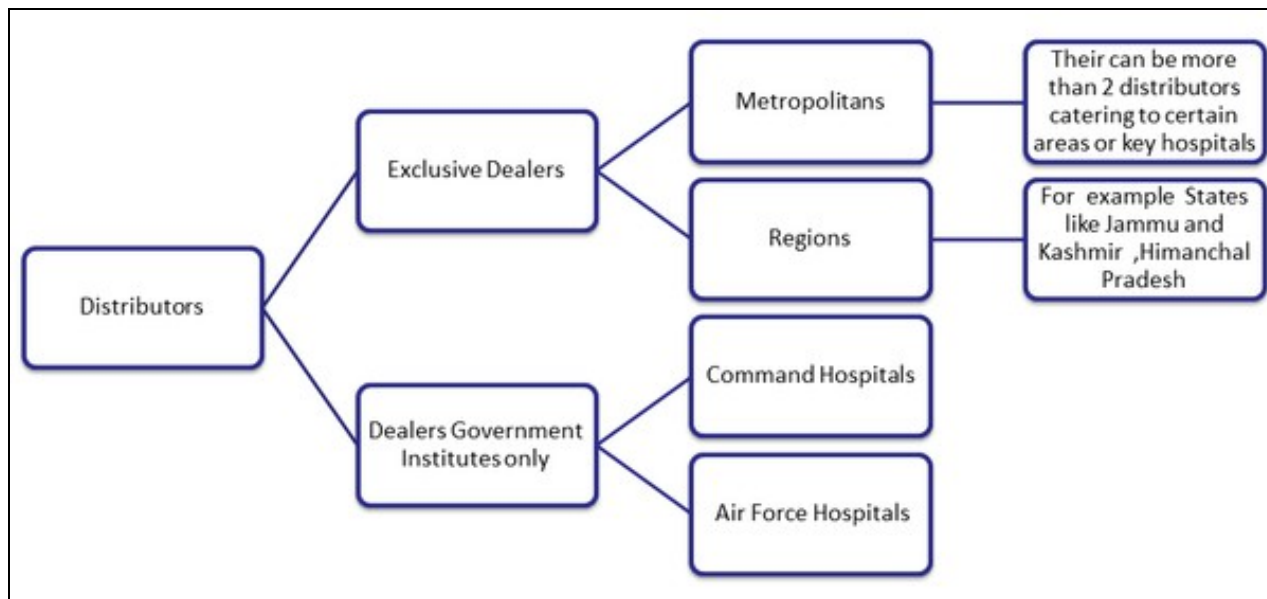 Distributors
Exclusive Dealers
Metropolitans
Their can be more
than 2 distributors
catering to certain
areas or key hospitals
Regions
For example States
like Jammu and
Kashmir ,Himanchal
Pradesh
Dealers Government
Institutes only
Command Hospitals
Air Force Hospitals